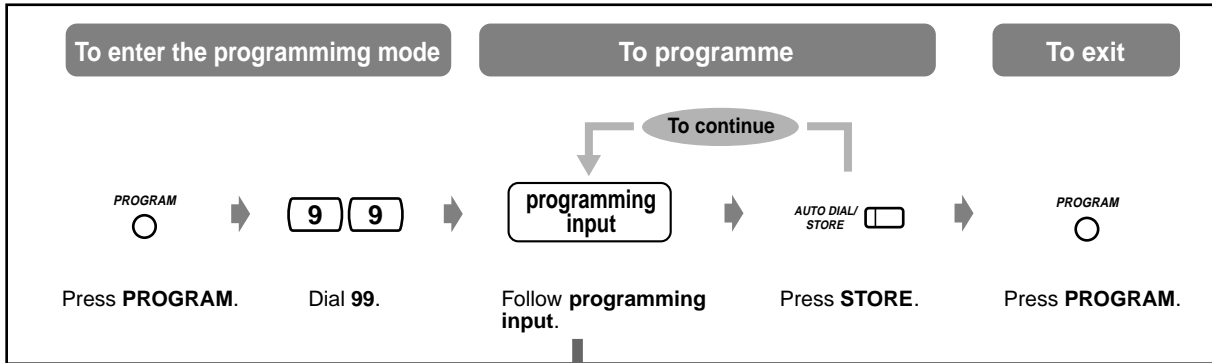 To enter the programmimg mode
To programme
To exit
To continue
PROGRAM
9 9
programming
input
AUTO DIAL/
STORE
PROGRAM
Press PROGRAM.
Dial 99.
Follow programming
input.
Press STORE.
Press PROGRAM.